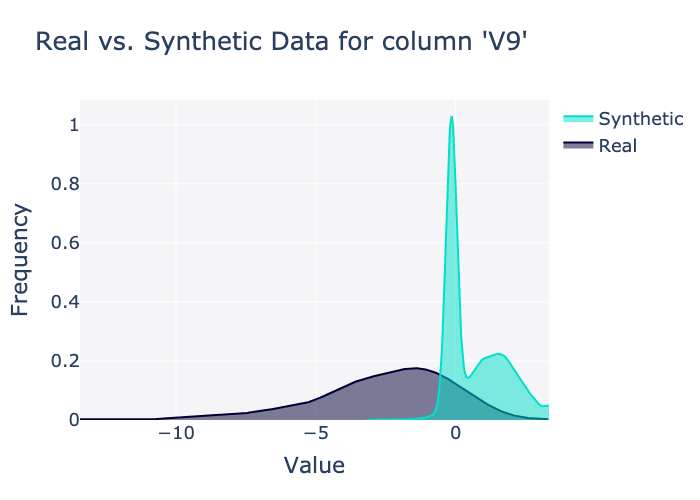 Real vs. Synthetic Data for column 'V9'
Synthetic
Real
1
0.8
0.6
0.4
0.2
0
−10
−5
0
Frequency
Value